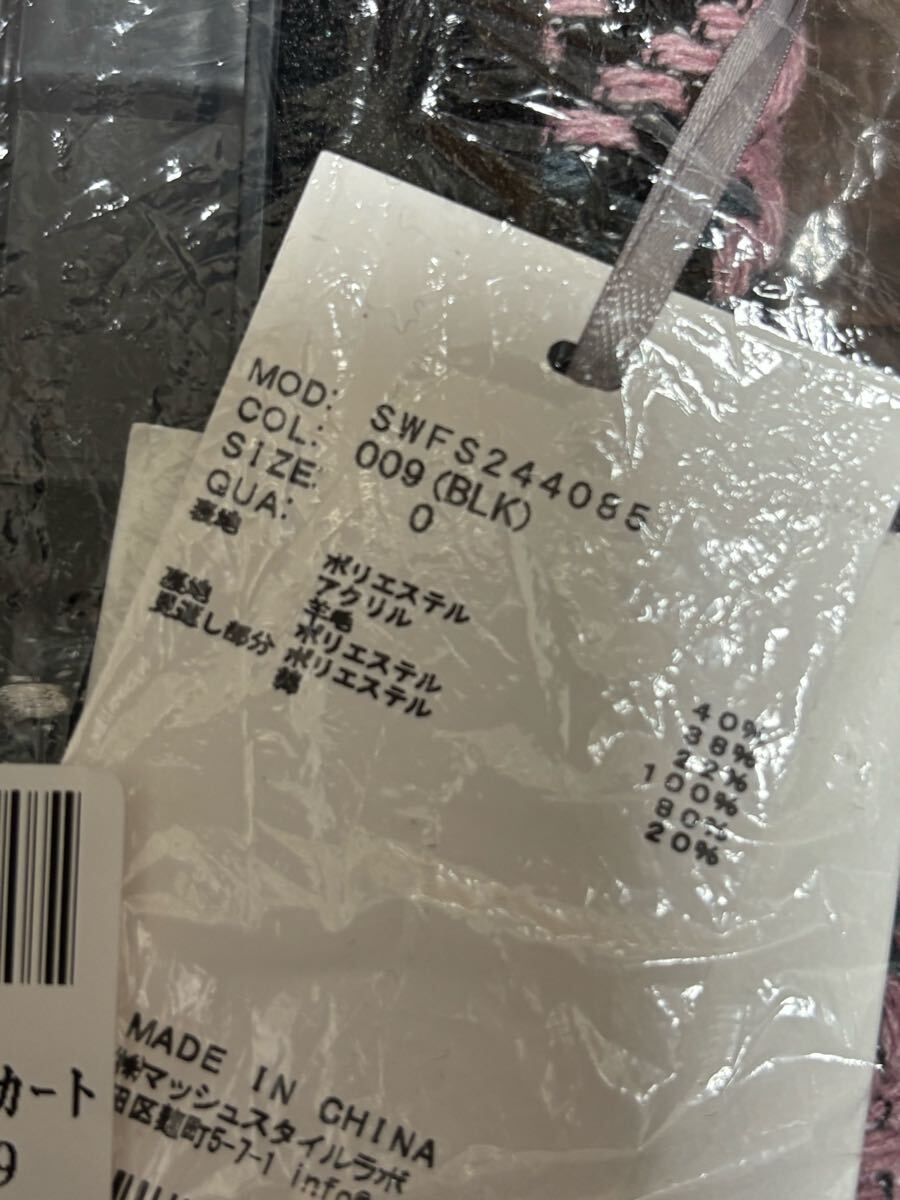 MOD: SWFS244085
COL: 009 (BLK)
SIZE: 0
QUA:
表地 ポリエステル 40%
アクリル 38%
羊毛 22%
裏地 ポリエステル 100%
見返し部分 ポリエステル 80%
綿 20%
MADE IN CHINA
㈱マッシュスタイルラボ
田区麹町5-7-1 info@
カート
9